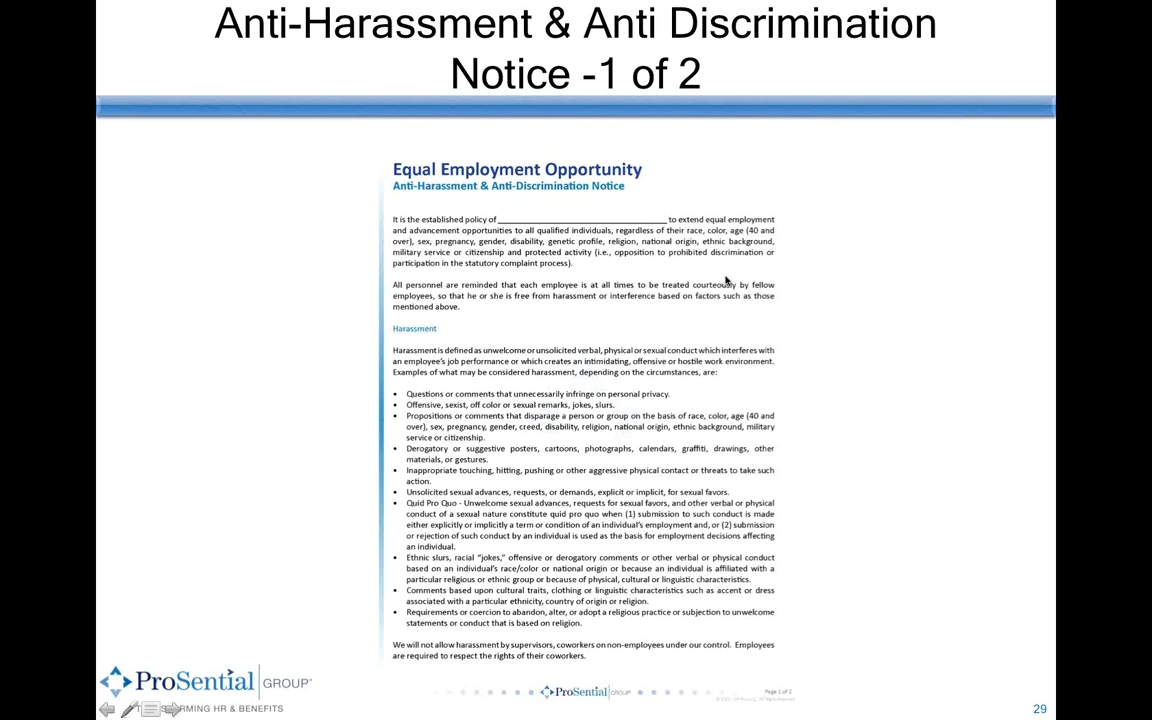 Anti-Harassment & Anti Discrimination
Notice -1 of 2
Equal Employment Opportunity
Anti-Harassment & Anti-Discrimination Notice
It is the established policy of ________________________________ to extend equal employment
and advancement opportunities to all qualified individuals, regardless of their race, color, age (40 and
over), sex, pregnancy, gender, disability, genetic profile, religion, national origin, ethnic background,
military service or citizenship and protected activity (i.e., opposition to prohibited discrimination or
participation in the statutory complaint process).
All personnel are reminded that each employee is at all times to be treated courteously by fellow
employees, so that he or she is free from harassment or interference based on factors such as those
mentioned above.
Harassment
Harassment is defined as unwelcome or unsolicited verbal, physical or sexual conduct which interferes with
an employee's job performance or which creates an intimidating, offensive or hostile work environment.
Examples of what may be considered harassment, depending on the circumstances, are:
• Questions or comments that unnecessarily infringe on personal privacy.
• Offensive, sexist, off color or sexual remarks, jokes, slurs.
• Propositions or comments that disparage a person or group on the basis of race, color, age (40 and
over), sex, pregnancy, gender, creed, disability, religion, national origin, ethnic background, military
service or citizenship.
• Derogatory or suggestive posters, cartoons, photographs, calendars, graffiti, drawings, other
materials, or gestures.
• Inappropriate touching, hitting, pushing or other aggressive physical contact or threats to take such
action.
• Unsolicited sexual advances, requests, or demands, explicit or implicit, for sexual favors.
• Quid Pro Quo - Unwelcome sexual advances, requests for sexual favors, and other verbal or physical
conduct of a sexual nature constitute quid pro quo when (1) submission to such conduct is made
either explicitly or implicitly a term or condition of an individual's employment and, or (2) submission
or rejection of such conduct by an individual is used as the basis for employment decisions affecting
an individual.
• Ethnic slurs, racial "jokes," offensive or derogatory comments or other verbal or physical conduct
based on an individual's race/color or national origin or because an individual is affiliated with a
particular religious or ethnic group or because of physical, cultural or linguistic characteristics.
• Comments based upon cultural traits, clothing or linguistic characteristics such as accent or dress
associated with a particular ethnicity, country of origin or religion.
• Requirements or coercion to abandon, alter, or adopt a religious practice or subjection to unwelcome
statements or conduct that is based on religion.
We will not allow harassment by supervisors, coworkers on non-employees under our control. Employees
are required to respect the rights of their coworkers.
ProSential GROUP
Page 1 of 2
ProSential GROUP
RMING HR & BENEFITS
29